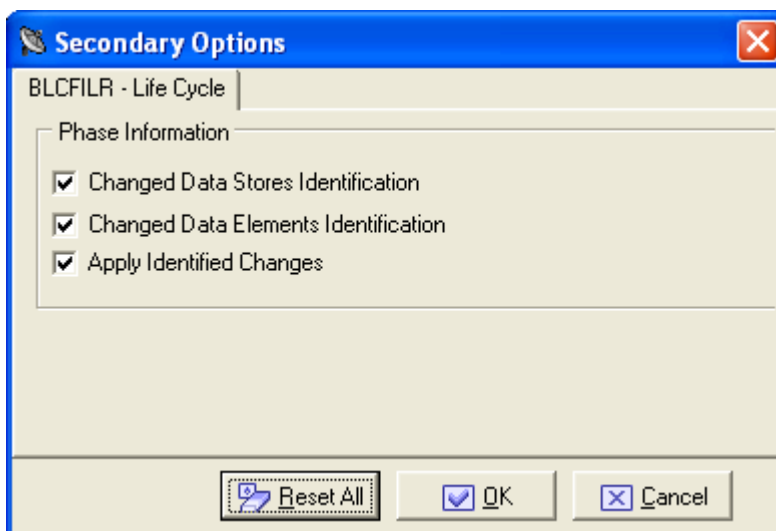 Secondary Options
BLCFILR - Life Cycle
Phase Information
Changed Data Stores Identification
Changed Data Elements Identification
Apply Identified Changes
Reset All OK Cancel